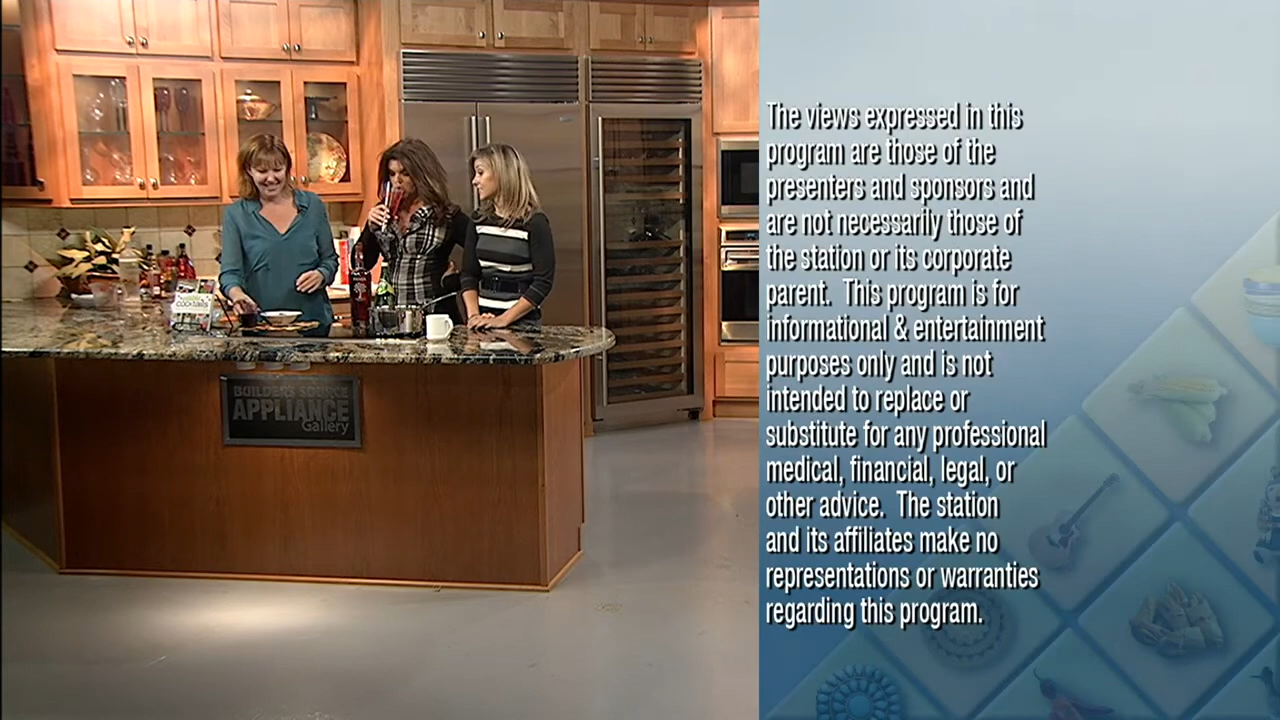 COCKTAILS
BUILDERS SOURCE
APPLIANCE
Gallery
The views expressed in this
program are those of the
presenters and sponsors and
are not necessarily those of
the station or its corporate
parent. This program is for
informational & entertainment
purposes only and is not
intended to replace or
substitute for any professional
medical, financial, legal, or
other advice. The station
and its affiliates make no
representations or warranties
regarding this program.